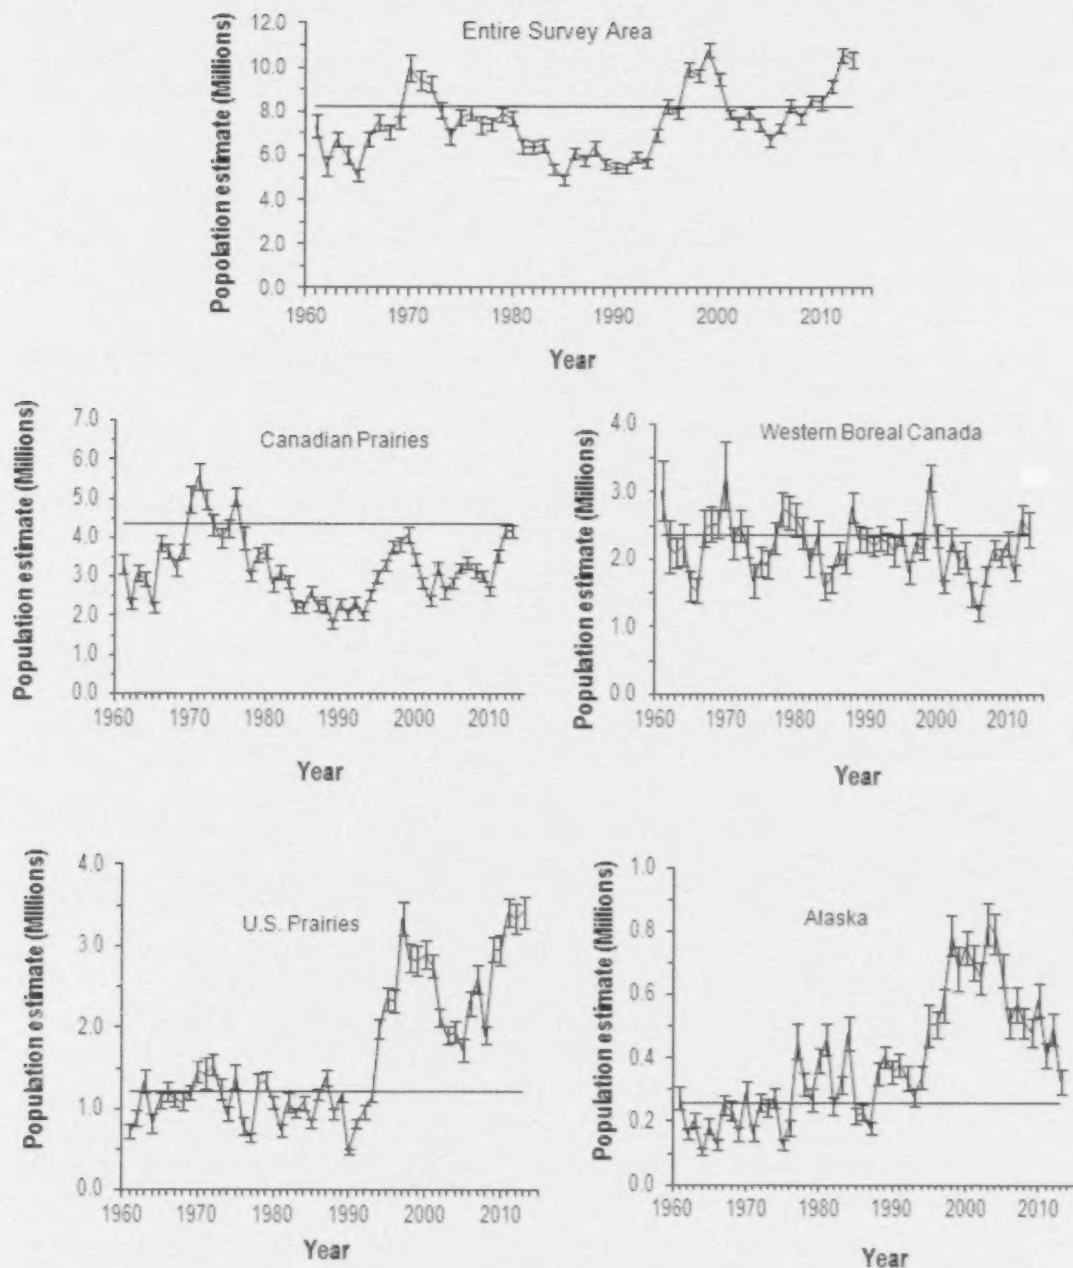 Entire Survey Area
Popolation estimate (Millions)
12.0
10.0
8.0
6.0
4.0
2.0
0.0
1960 1970 1980 1990 2000 2010
Year
Canadian Prairies
Population estimate (Millions)
7.0
6.0
5.0
4.0
3.0
2.0
1.0
0.0
1960 1970 1980 1990 2000 2010
Year
Western Boreal Canada
Population estimate (Millions)
4.0
3.0
2.0
1.0
0.0
1960 1970 1980 1990 2000 2010
Year
U.S. Prairies
Population estimate (Millions)
4.0
3.0
2.0
1.0
0.0
1960 1970 1980 1990 2000 2010
Year
Alaska
Population estimate (Millions)
1.0
0.8
0.6
0.4
0.2
0.0
1960 1970 1980 1990 2000 2010
Year